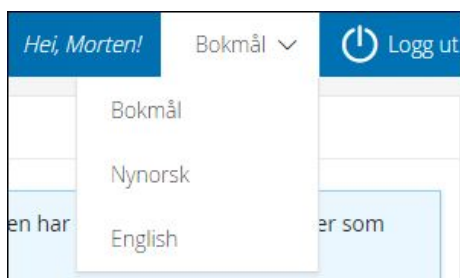 Hei, Morten! Bokmål Logg ut
Bokmål
Nynorsk
en har er som
English